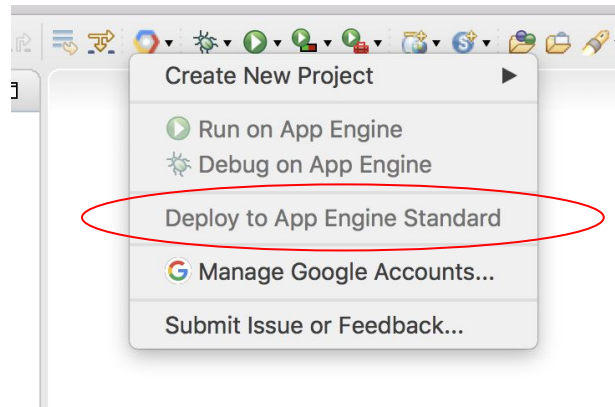 Create New Project
Run on App Engine
Debug on App Engine
Deploy to App Engine Standard
Manage Google Accounts...
Submit Issue or Feedback...